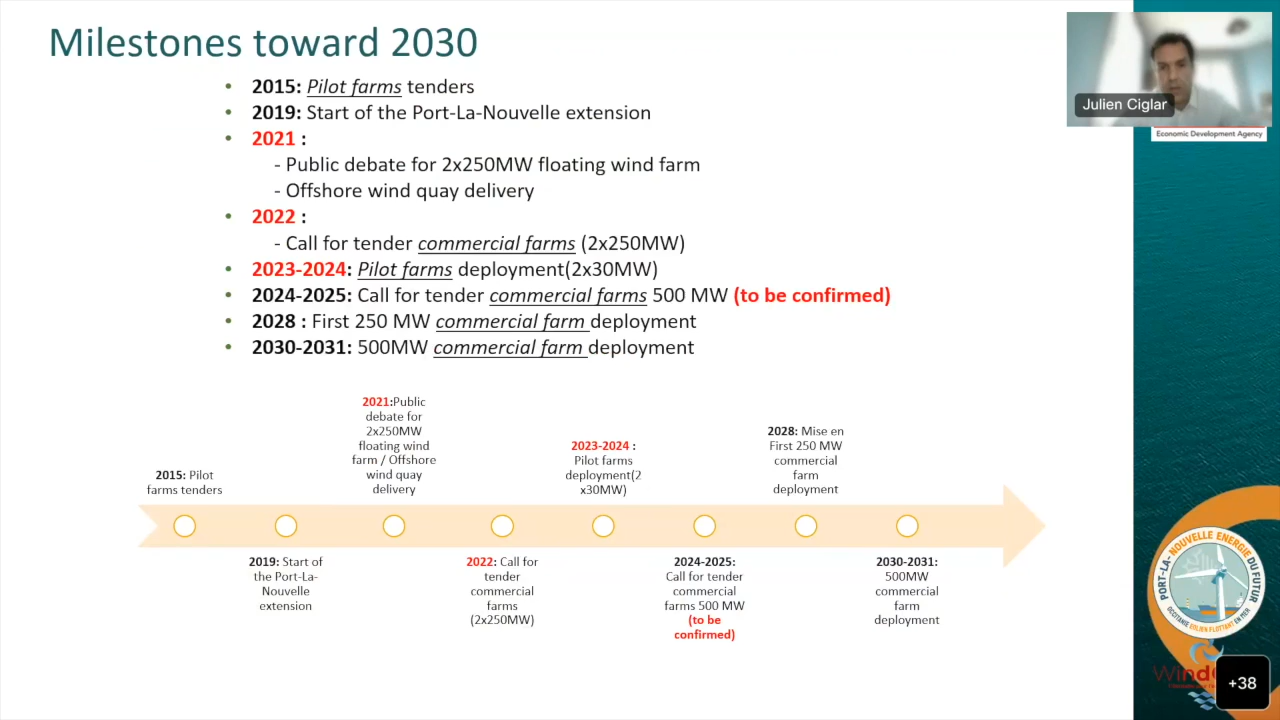 Milestones toward 2030
• 2015: Pilot farms tenders
• 2019: Start of the Port-La-Nouvelle extension
• 2021 :
- Public debate for 2x250MW floating wind farm
- Offshore wind quay delivery
• 2022 :
- Call for tender commercial farms (2x250MW)
• 2023-2024: Pilot farms deployment(2x30MW)
• 2024-2025: Call for tender commercial farms 500 MW (to be confirmed)
• 2028 : First 250 MW commercial farm deployment
• 2030-2031: 500MW commercial farm deployment
2015: Pilot
farms tenders
2019: Start of
the Port-La-
Nouvelle
extension
2021:Public
debate for
2x250MW
floating wind
farm / Offshore
wind quay
delivery
2022: Call for
tender
commercial
farms
(2x250MW)
2023-2024 :
Pilot farms
deployment(2
x30MW)
2024-2025:
Call for tender
commercial
farms 500 MW
(to be
confirmed)
2028: Mise en
First 250 MW
commercial
farm
deployment
2030-2031:
500MW
commercial
farm
deployment
Julien Ciglar
Economic Development Agency
PORT-LA-NOUVELLE ENERGIE DU FUTUR
OCCITANIE EOLIEN FLOTTANT EN MER
+38